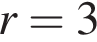 r = 3